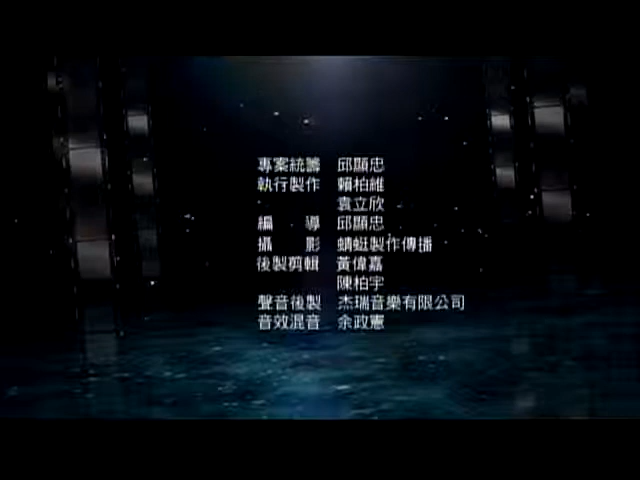 專案統籌 邱顯忠
執行製作 賴柏維
袁立欣
編導 邱顯忠
攝影 蜻蜓製作傳播
後製剪輯 黃偉嘉
陳柏宇
聲音後製 杰瑞音樂有限公司
音效混音 余政憲